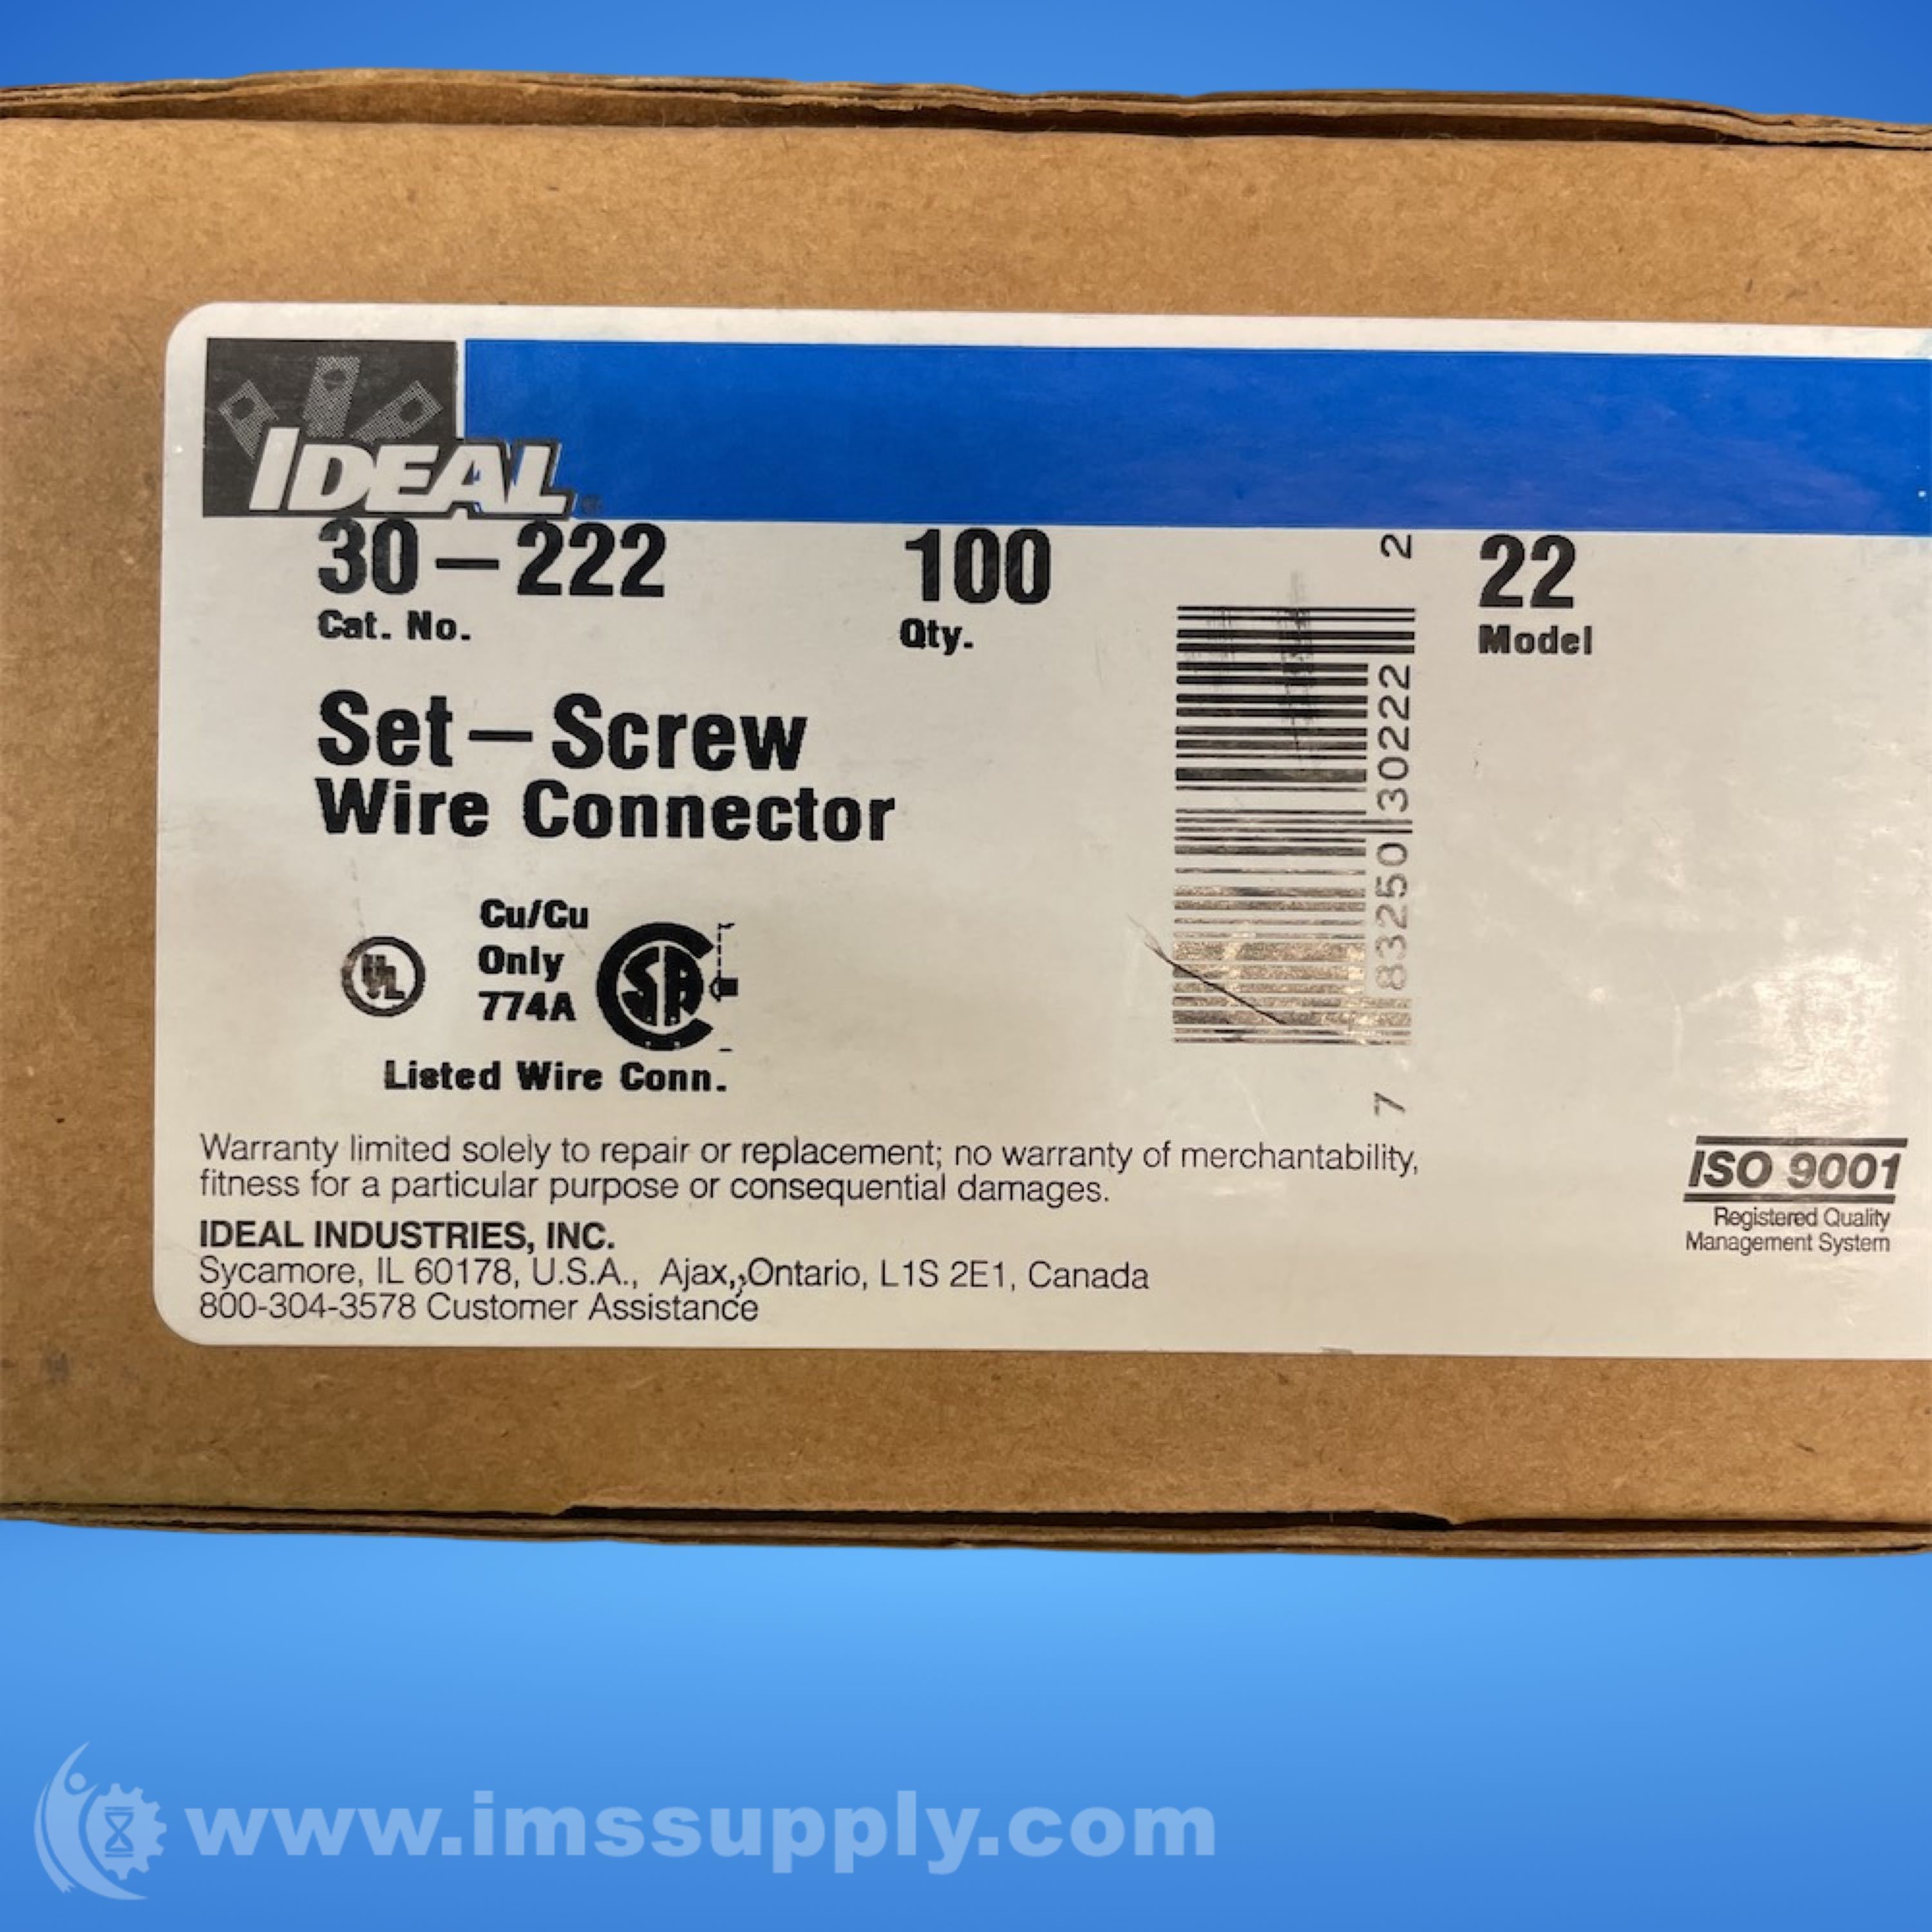 IDEAL
30-222
Cat. No.
100
Qty.
22
Model
Set-Screw
Wire Connector
7 83250 30222 2
UL
Cu/Cu
Only
774A
SA
Listed Wire Conn.
Warranty limited solely to repair or replacement; no warranty of merchantability,
fitness for a particular purpose or consequential damages.
IDEAL INDUSTRIES, INC.
Sycamore, IL 60178, U.S.A., Ajax, Ontario, L1S 2E1, Canada
800-304-3578 Customer Assistance
ISO 9001
Registered Quality
Management System
www.imssupply.com